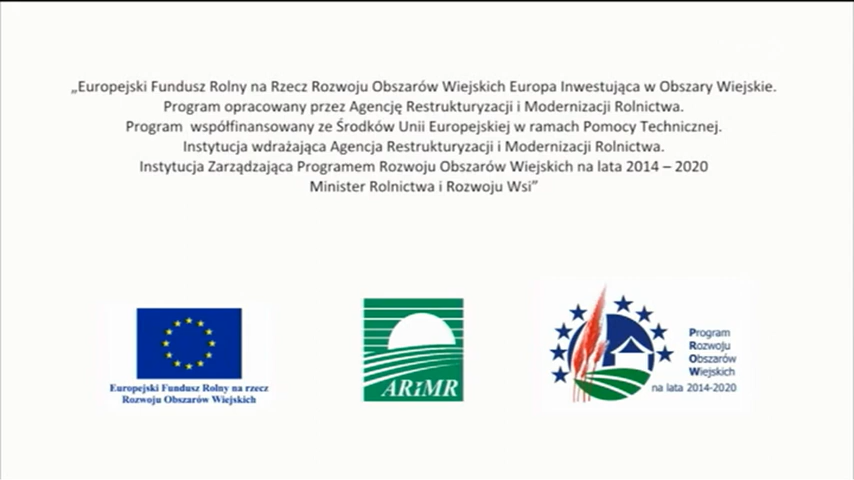 „Europejski Fundusz Rolny na Rzecz Rozwoju Obszarów Wiejskich Europa Inwestująca w Obszary Wiejskie.
Program opracowany przez Agencję Restrukturyzacji i Modernizacji Rolnictwa.
Program współfinansowany ze Środków Unii Europejskiej w ramach Pomocy Technicznej.
Instytucja wdrażająca Agencja Restrukturyzacji i Modernizacji Rolnictwa.
Instytucja Zarządzająca Programem Rozwoju Obszarów Wiejskich na lata 2014 – 2020
Minister Rolnictwa i Rozwoju Wsi”
Europejski Fundusz Rolny na rzecz
Rozwoju Obszarów Wiejskich
ARiMR
Program
Rozwoju
Obszarów
Wiejskich
na lata 2014-2020